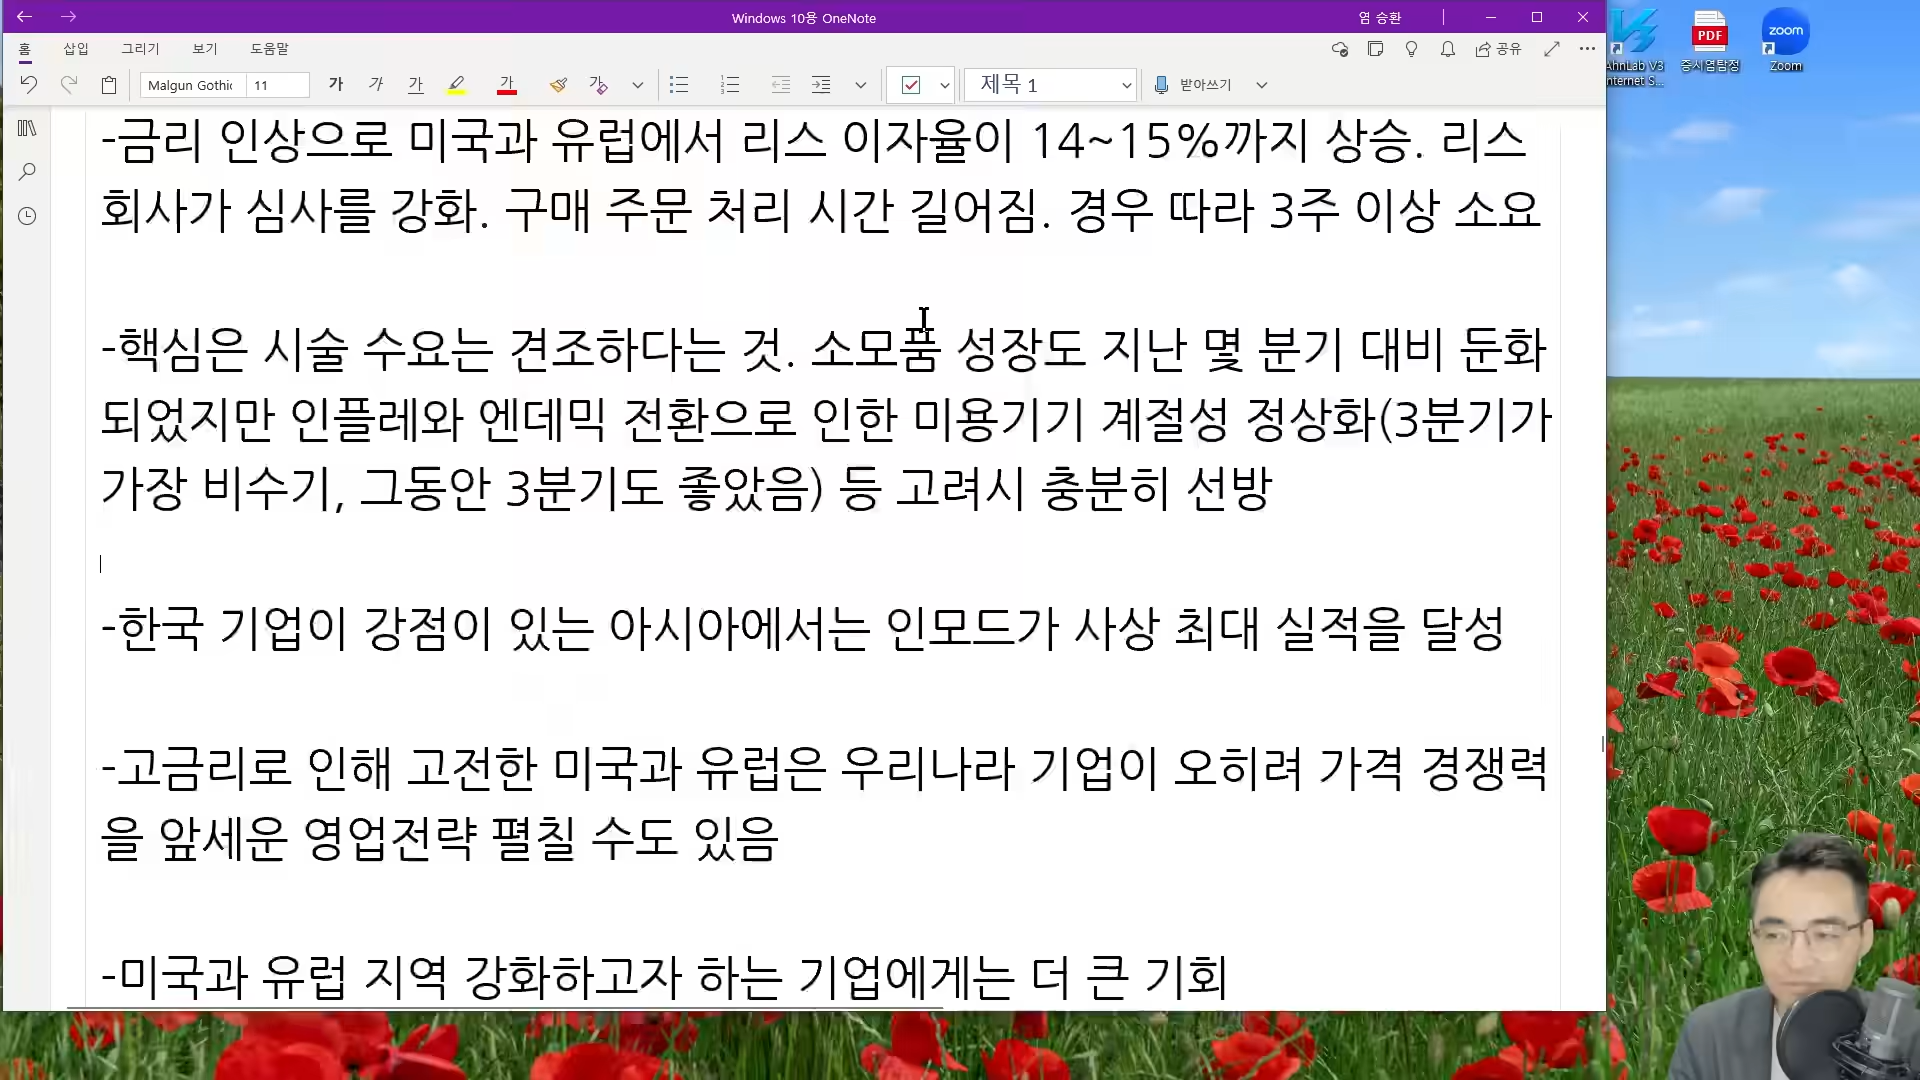 Windows 10용 OneNote
염 승환
홈 삽입 그리기 보기 도움말
공유
Malgun Gothic 11 가 가 가 가 제목 1 받아쓰기
-금리 인상으로 미국과 유럽에서 리스 이자율이 14~15%까지 상승. 리스
회사가 심사를 강화. 구매 주문 처리 시간 길어짐. 경우 따라 3주 이상 소요
-핵심은 시술 수요는 견조하다는 것. 소모품 성장도 지난 몇 분기 대비 둔화
되었지만 인플레와 엔데믹 전환으로 인한 미용기기 계절성 정상화(3분기가
가장 비수기, 그동안 3분기도 좋았음) 등 고려시 충분히 선방
-한국 기업이 강점이 있는 아시아에서는 인모드가 사상 최대 실적을 달성
-고금리로 인해 고전한 미국과 유럽은 우리나라 기업이 오히려 가격 경쟁력
을 앞세운 영업전략 펼칠 수도 있음
-미국과 유럽 지역 강화하고자 하는 기업에게는 더 큰 기회
AhnLab V3
Internet S...
PDF
증시염탐정
zoom
Zoom